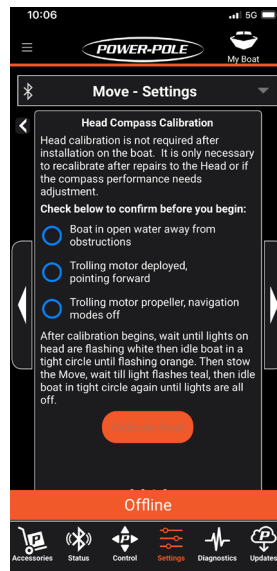 10:06
5G
POWER-POLE
My Boat
Move - Settings
Head Compass Calibration
Head calibration is not required after
installation on the boat. It is only necessary
to recalibrate after repairs to the Head or if
the compass performance needs
adjustment.
Check below to confirm before you begin:
Boat in open water away from
obstructions
Trolling motor deployed,
pointing forward
Trolling motor propeller, navigation
modes off
After calibration begins, wait until lights on
head are flashing white then idle boat in a
tight circle until flashing orange. Then stow
the Move, wait till light flashes teal, then idle
boat in tight circle again until lights are all
off.
Offline
Accessories
Status
Control
Settings
Diagnostics
Updates